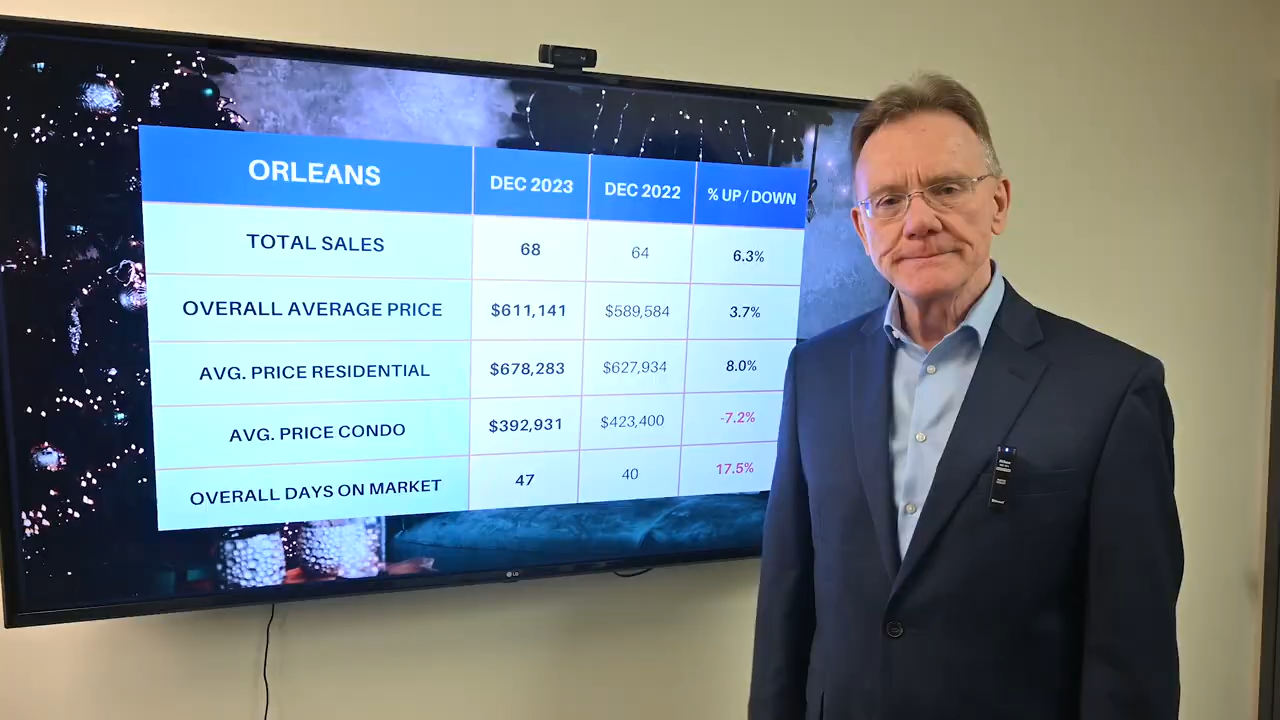 ORLEANS DEC 2023 DEC 2022 % UP / DOWN
TOTAL SALES 68 64 6.3%
OVERALL AVERAGE PRICE $611,141 $589,584 3.7%
AVG. PRICE RESIDENTIAL $678,283 $627,934 8.0%
AVG. PRICE CONDO $392,931 $423,400 -7.2%
OVERALL DAYS ON MARKET 47 40 17.5%
LG